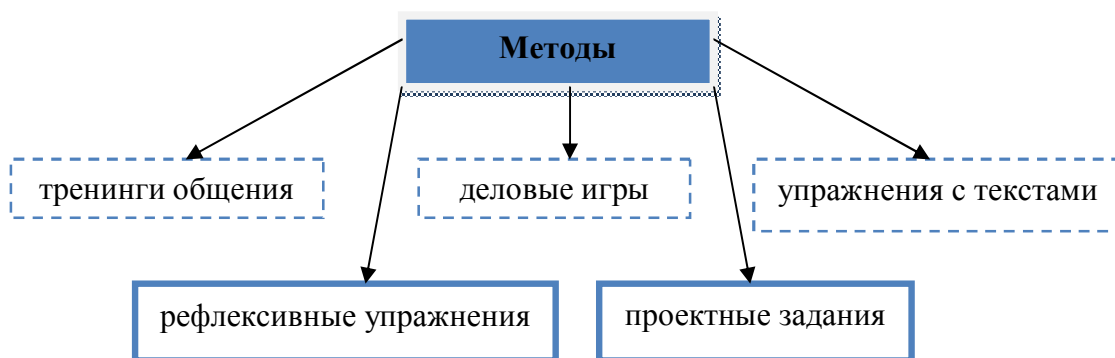 Методы
тренинги общения
деловые игры
упражнения с текстами
рефлексивные упражнения
проектные задания